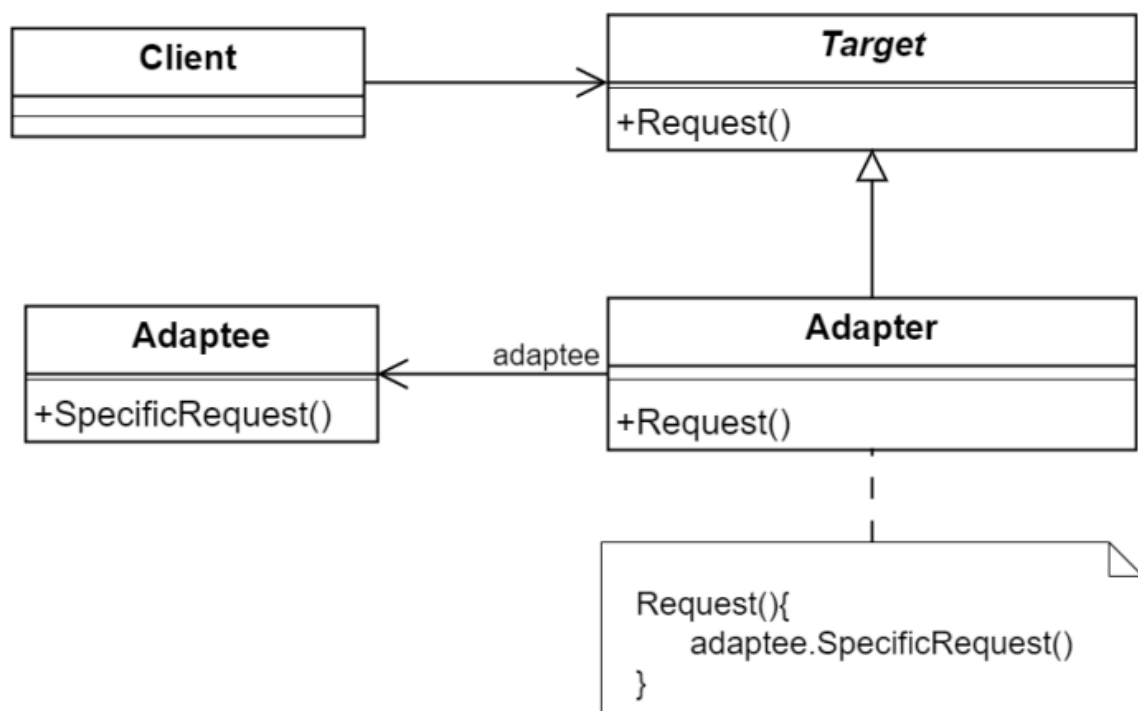 Client
Target
+Request()
Adaptee
+SpecificRequest()
adaptee
Adapter
+Request()
Request(){
adaptee.SpecificRequest()
}